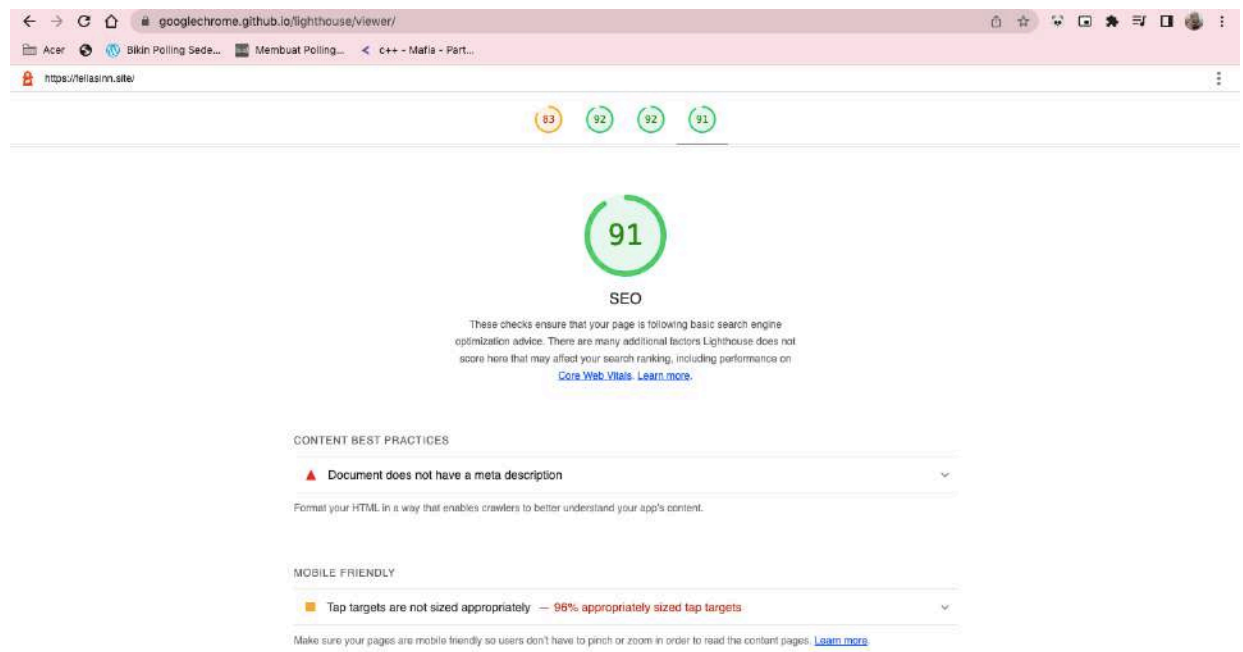 googlechrome.github.io/lighthouse/viewer/
Acer
Bikin Polling Sede...
Membuat Polling...
c++ - Mafia - Part...
https://fellasinn.site/
83
92
92
91
91
SEO
These checks ensure that your page is following basic search engine
optimization advice. There are many additional factors Lighthouse does not
score here that may affect your search ranking, including performance on
Core Web Vitals. Learn more.
CONTENT BEST PRACTICES
Document does not have a meta description
Format your HTML in a way that enables crawlers to better understand your app's content.
MOBILE FRIENDLY
Tap targets are not sized appropriately — 96% appropriately sized tap targets
Make sure your pages are mobile friendly so users don't have to pinch or zoom in order to read the content pages. Learn more.